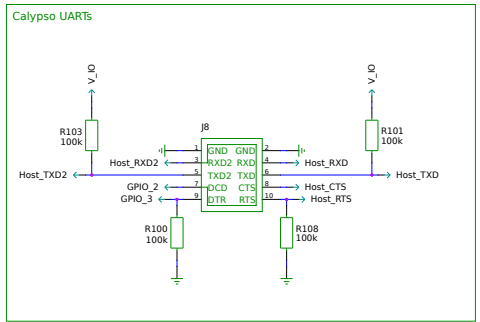 Calypso UARTs
V_IO
V_IO
R103
100k
R101
100k
J8
1 GND GND 2
Host_RXD2 3 RXD2 RXD 4 Host_RXD
Host_TXD2 5 TXD2 TXD 6 Host_TXD
GPIO_2 7 DCD CTS 8 Host_CTS
GPIO_3 9 DTR RTS 10 Host_RTS
R100
100k
R108
100k